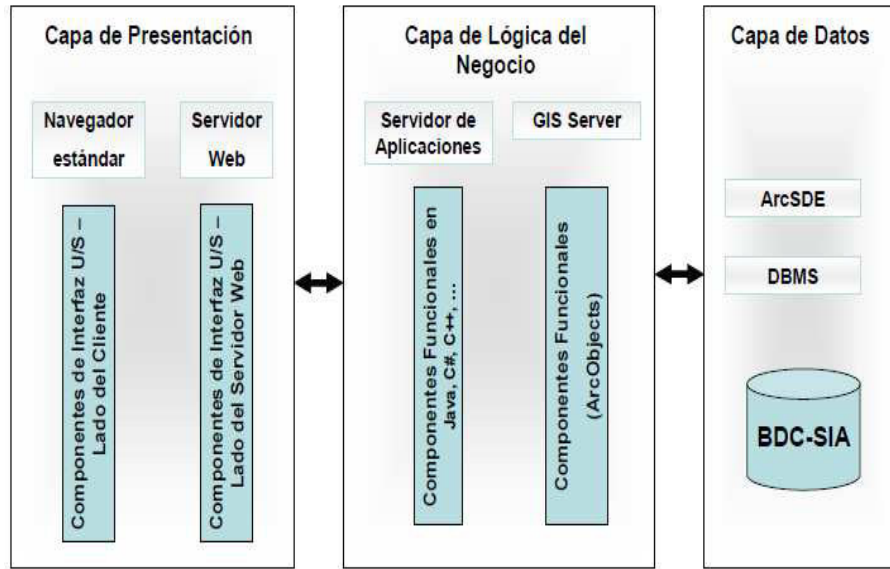 Capa de Presentación
Navegador
estándar
Servidor
Web
Componentes de Interfaz U/S –
Lado del Cliente
Componentes de Interfaz U/S –
Lado del Servidor Web
Capa de Lógica del
Negocio
Servidor de
Aplicaciones
GIS Server
Componentes Funcionales en
Java, C#, C++, ...
Componentes Funcionales
(ArcObjects)
Capa de Datos
ArcSDE
DBMS
BDC-SIA